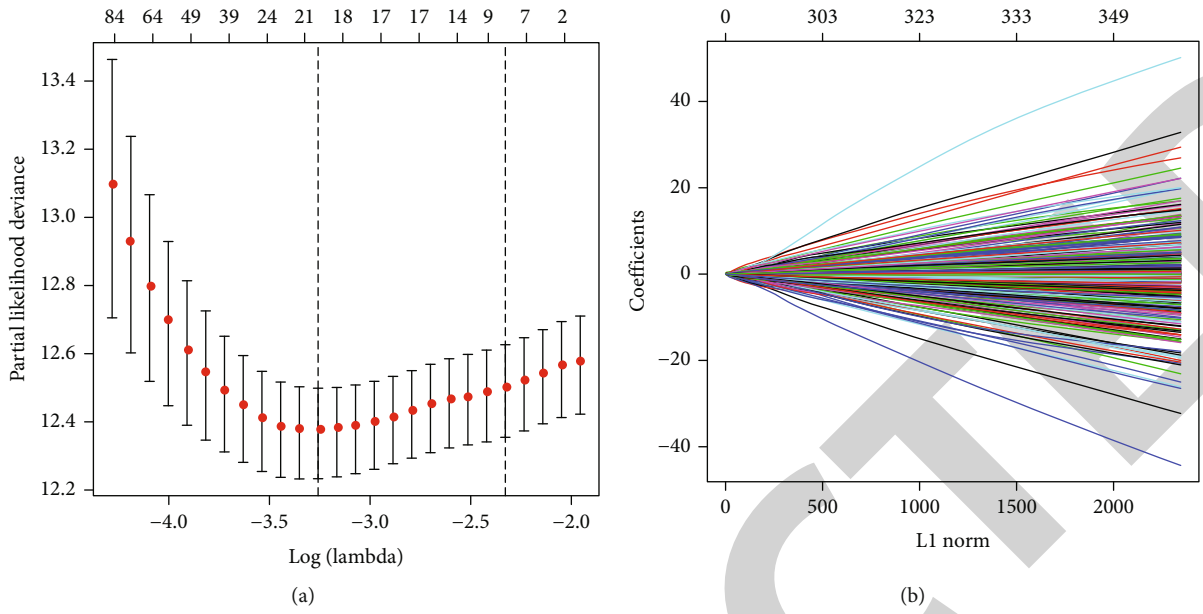 84 64 49 39 24 21 18 17 17 14 9 7 2
13.4
13.2
13.0
12.8
12.6
12.4
12.2
Partial likelihood deviance
−4.0 −3.5 −3.0 −2.5 −2.0
Log (lambda)
(a)
0 303 323 333 349
40
20
0
−20
−40
Coefficients
0 500 1000 1500 2000
L1 norm
(b)